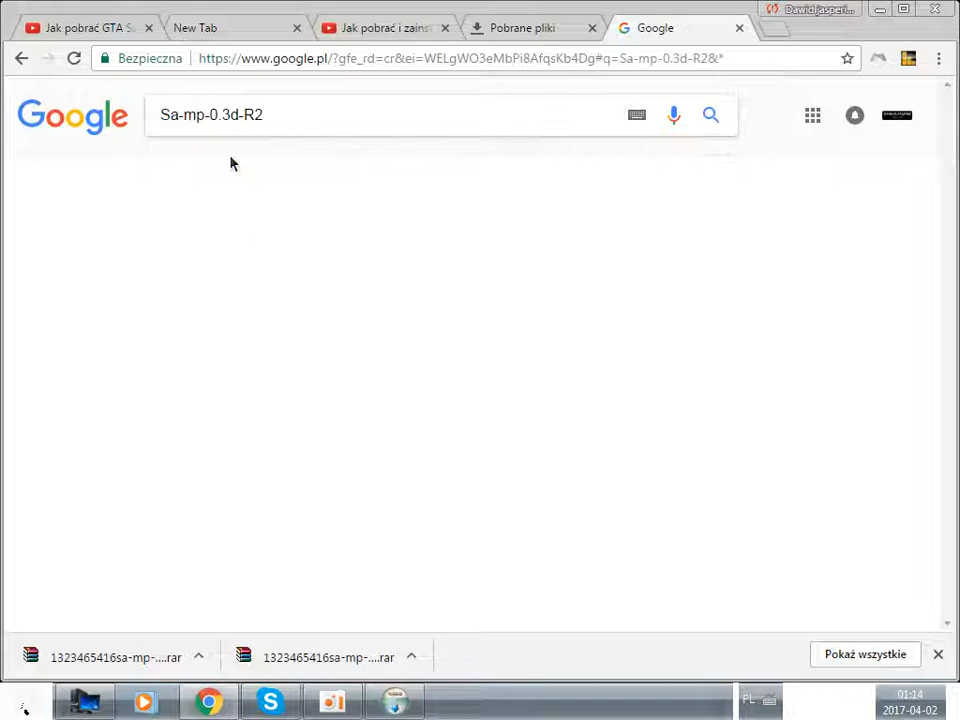 Jak pobrać GTA S
New Tab
Jak pobrać i zains
Pobrane pliki
Google
Dawid Jasperi...
Bezpieczna
https://www.google.pl/?gfe_rd=cr&ei=WELgWO3eMbPi8AfqsKb4Dg#q=Sa-mp-0.3d-R2&*
Google
Sa-mp-0.3d-R2
1323465416sa-mp-....rar
1323465416sa-mp-....rar
Pokaż wszystkie
PL
01:14
2017-04-02